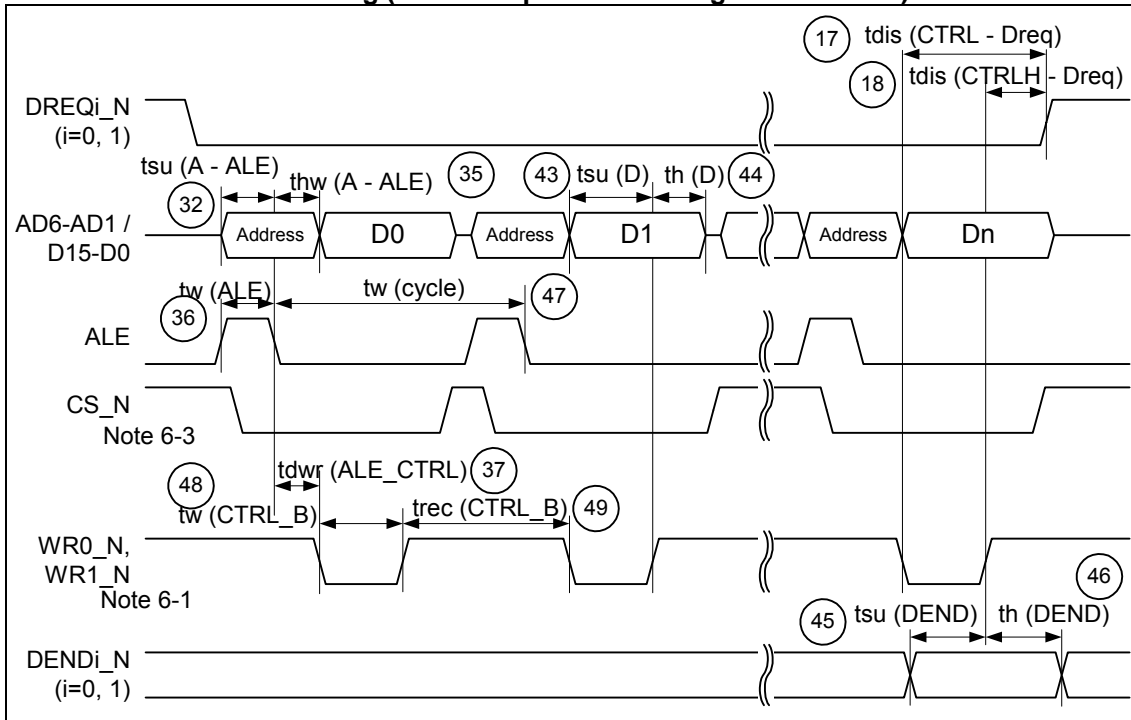 17 tdis (CTRL - Dreq)
18 tdis (CTRLH - Dreq)
DREQi_N
(i=0, 1)
tsu (A - ALE)
thw (A - ALE) 35 43 tsu (D) th (D) 44
32
AD6-AD1 /
D15-D0
Address D0 Address D1 Address Dn
tw (ALE) tw (cycle) 47
36
ALE
CS_N
Note 6-3
48 tdwr (ALE_CTRL) 37
tw (CTRL_B) trec (CTRL_B) 49
WR0_N,
WR1_N
Note 6-1
46
45 tsu (DEND) th (DEND)
DENDi_N
(i=0, 1)